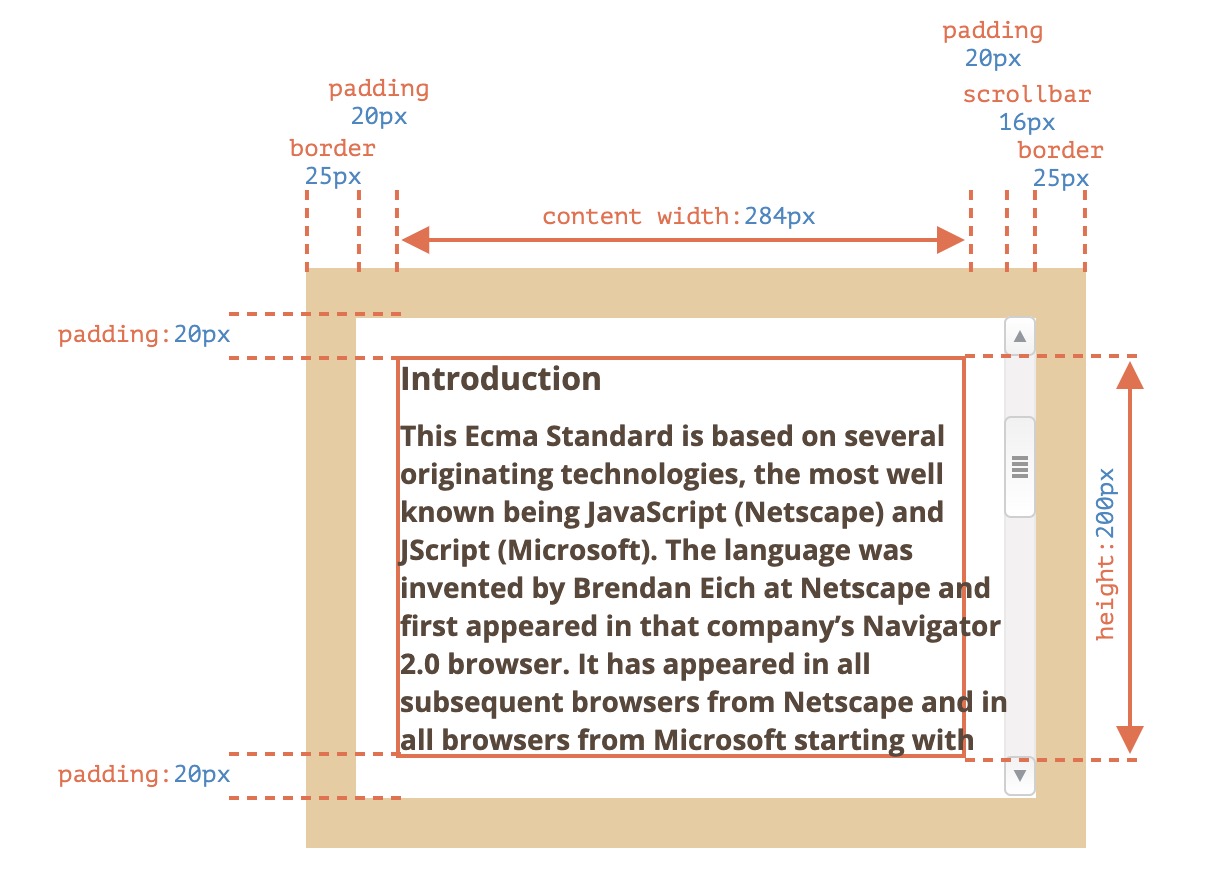 padding
20px
padding
20px
scrollbar
16px
border
25px
border
25px
content width:284px
padding:20px
Introduction
This Ecma Standard is based on several
originating technologies, the most well
known being JavaScript (Netscape) and
JScript (Microsoft). The language was
invented by Brendan Eich at Netscape and
first appeared in that company’s Navigator
2.0 browser. It has appeared in all
subsequent browsers from Netscape and in
all browsers from Microsoft starting with
height:200px
padding:20px